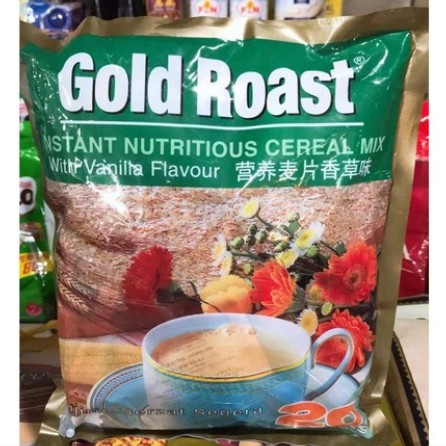 Gold Roast®
INSTANT NUTRITIOUS CEREAL MIX
With Vanilla Flavour 营养麦片香草味
20